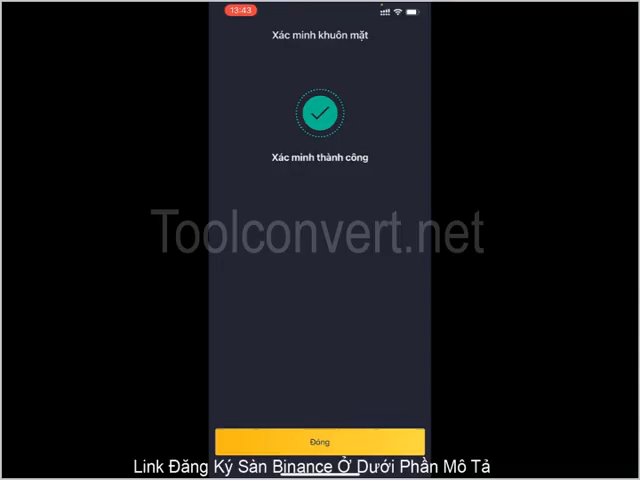 13:43
Xác minh khuôn mặt
Xác minh thành công
Toolconvert.net
Đóng
Link Đăng Ký Sàn Binance Ở Dưới Phần Mô Tả